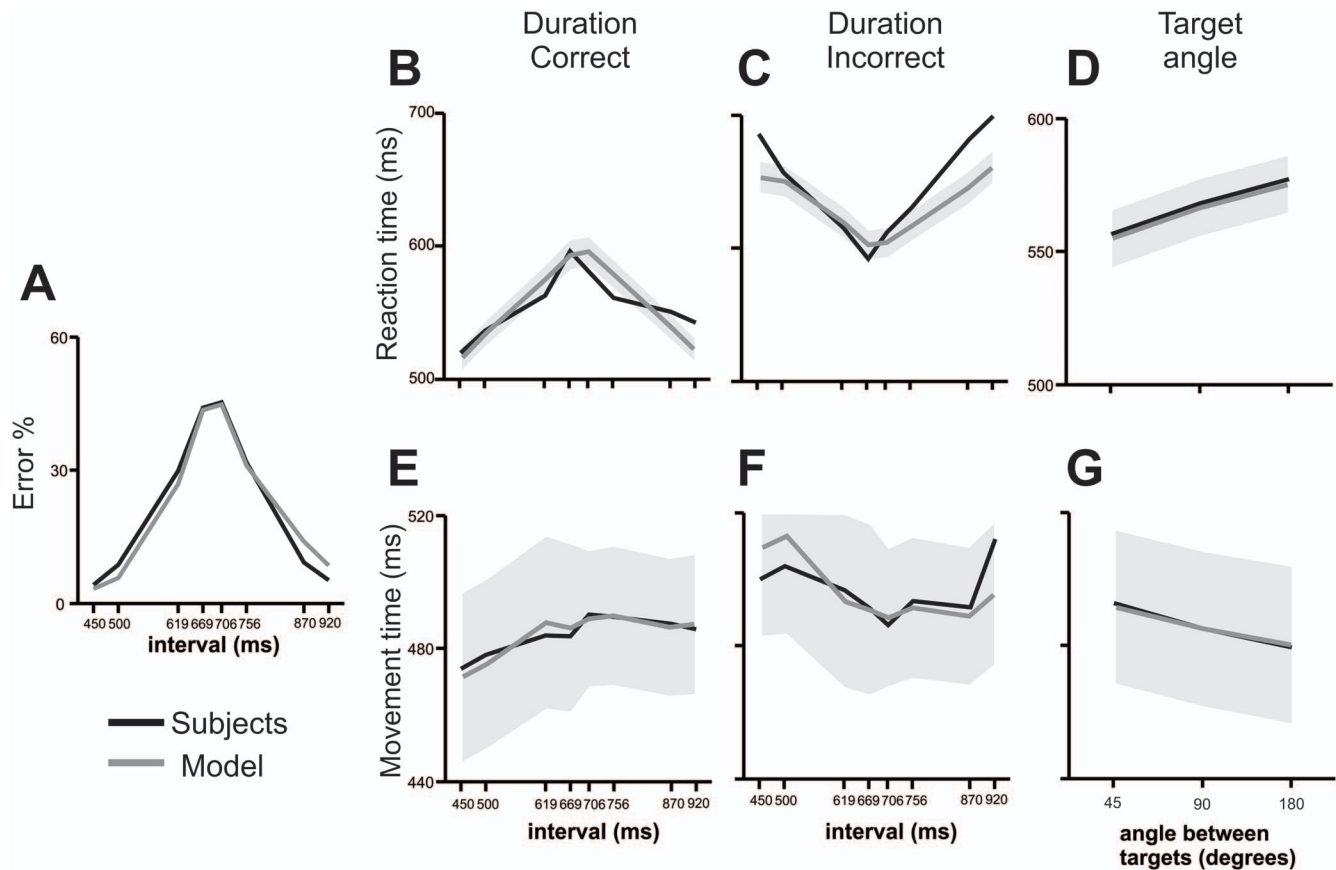 Duration
Correct
Duration
Incorrect
Target
angle
B
C
D
700
600
500
Reaction time (ms)
600
550
500
A
60
30
0
Error %
450 500 619 669 706 756 870 920
interval (ms)
Subjects
Model
E
F
G
520
480
440
Movement time (ms)
450 500 619 669 706 756 870 920
interval (ms)
450 500 619 669 706 756 870 920
interval (ms)
45 90 180
angle between
targets (degrees)